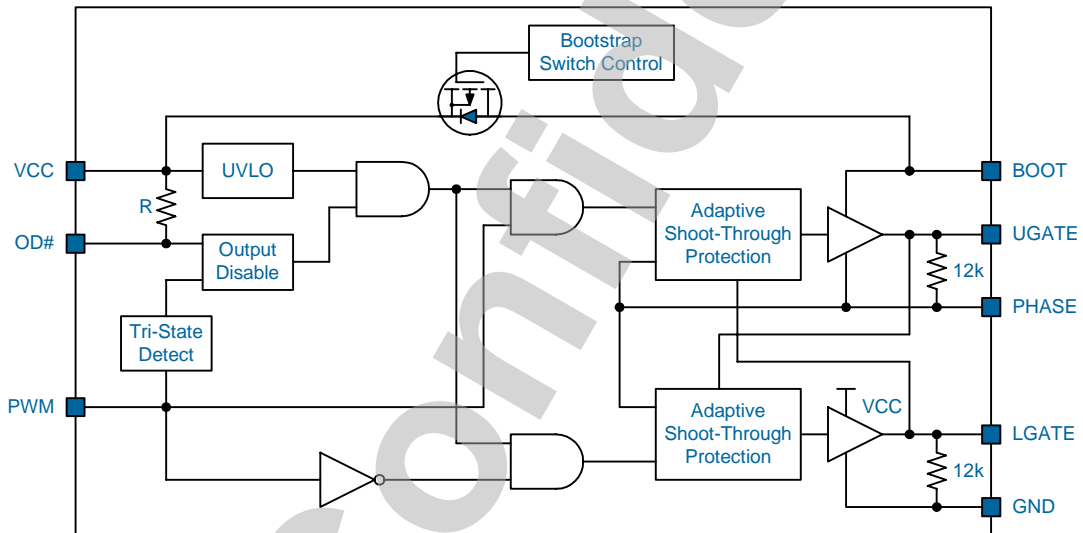 Bootstrap
Switch Control
VCC
UVLO
BOOT
R
Adaptive
Shoot-Through
Protection
UGATE
OD#
Output
Disable
12k
PHASE
Tri-State
Detect
PWM
VCC
Adaptive
Shoot-Through
Protection
LGATE
12k
GND